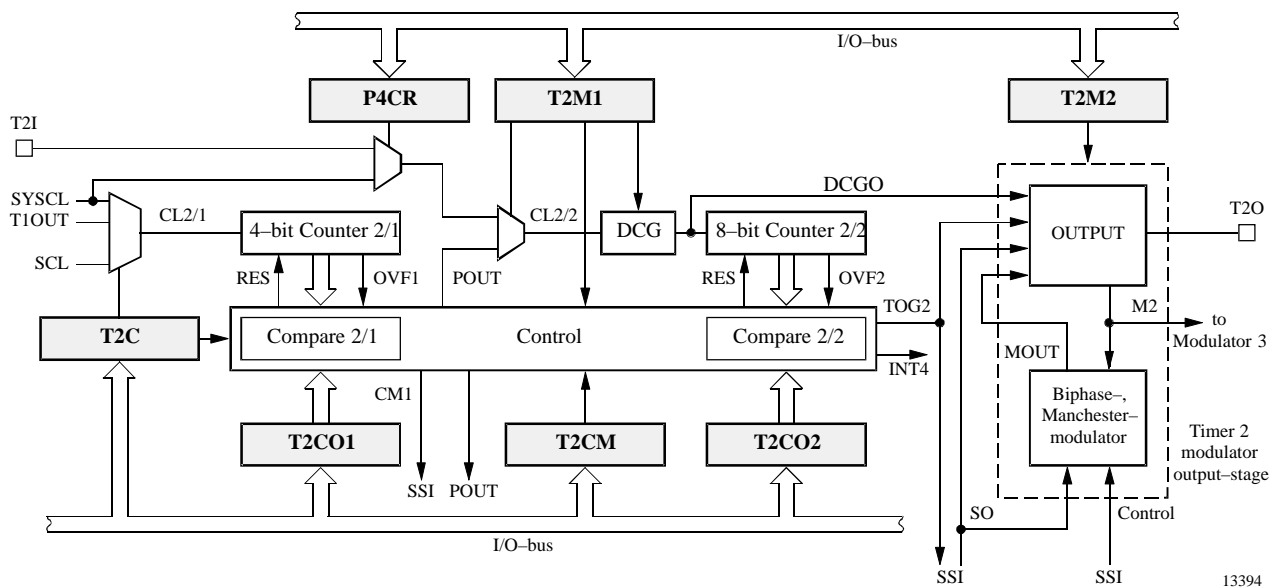 I/O–bus
P4CR
T2M1
T2M2
T2I
SYSCL
T1OUT
SCL
CL2/1
4–bit Counter 2/1
CL2/2
DCG
DCGO
8–bit Counter 2/2
OUTPUT
T2O
RES
OVF1
POUT
RES
OVF2
TOG2
M2
to
Modulator 3
T2C
Compare 2/1
Control
Compare 2/2
INT4
MOUT
CM1
Biphase–,
Manchester–
modulator
T2CO1
T2CM
T2CO2
Timer 2
modulator
output–stage
SSI
POUT
SO
Control
I/O–bus
SSI
SSI
13394